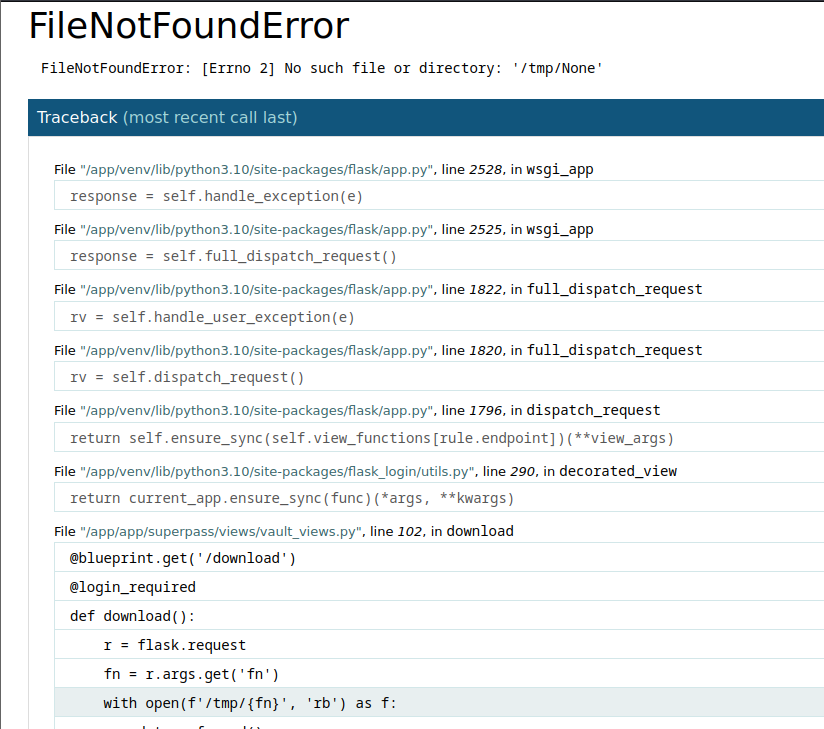 FileNotFoundError
FileNotFoundError: [Errno 2] No such file or directory: '/tmp/None'
Traceback (most recent call last)
File "/app/venv/lib/python3.10/site-packages/flask/app.py", line 2528, in wsgi_app
response = self.handle_exception(e)
File "/app/venv/lib/python3.10/site-packages/flask/app.py", line 2525, in wsgi_app
response = self.full_dispatch_request()
File "/app/venv/lib/python3.10/site-packages/flask/app.py", line 1822, in full_dispatch_request
rv = self.handle_user_exception(e)
File "/app/venv/lib/python3.10/site-packages/flask/app.py", line 1820, in full_dispatch_request
rv = self.dispatch_request()
File "/app/venv/lib/python3.10/site-packages/flask/app.py", line 1796, in dispatch_request
return self.ensure_sync(self.view_functions[rule.endpoint])(**view_args)
File "/app/venv/lib/python3.10/site-packages/flask_login/utils.py", line 290, in decorated_view
return current_app.ensure_sync(func)(*args, **kwargs)
File "/app/app/superpass/views/vault_views.py", line 102, in download
@blueprint.get('/download')
@login_required
def download():
r = flask.request
fn = r.args.get('fn')
with open(f'/tmp/{fn}', 'rb') as f: